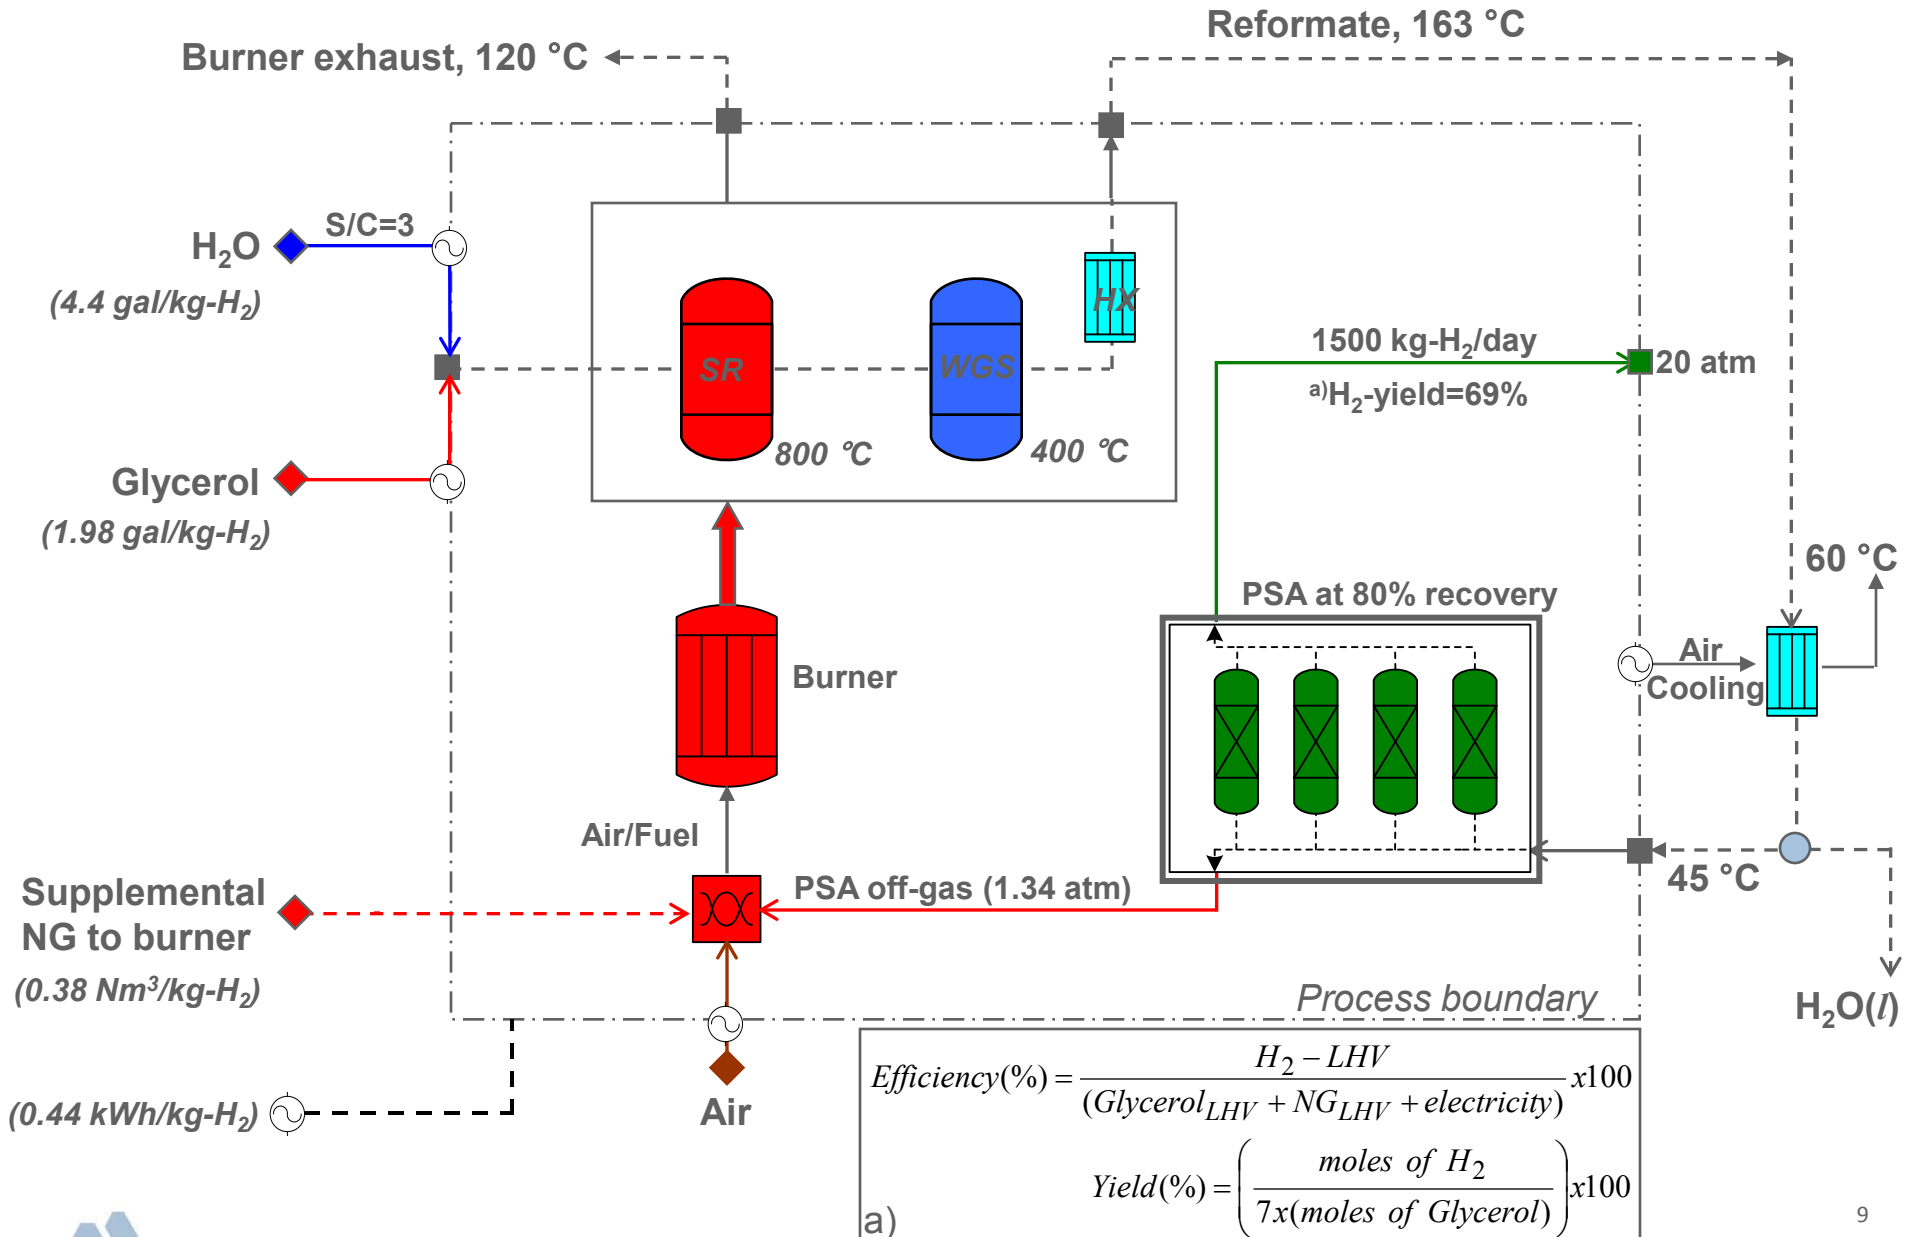 Reformate, 163 °C
Burner exhaust, 120 °C
S/C=3
H₂O
(4.4 gal/kg-H₂)
HX
SR
WGS
1500 kg-H₂/day
20 atm
a)H₂-yield=69%
800 °C
400 °C
Glycerol
(1.98 gal/kg-H₂)
60 °C
PSA at 80% recovery
Burner
Air
Cooling
Air/Fuel
45 °C
PSA off-gas (1.34 atm)
Supplemental
NG to burner
(0.38 Nm³/kg-H₂)
Process boundary
H₂O(l)
Efficiency(%) = H₂ – LHV / (Glycerol_LHV + NG_LHV + electricity) x100
(0.44 kWh/kg-H₂)
Air
Yield(%) = (moles of H₂ / 7x(moles of Glycerol)) x100
a)
9